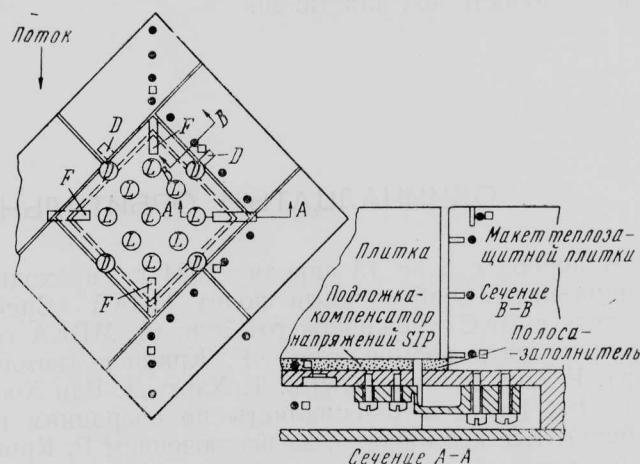 Поток
D
B
F
D
D
D
L
L
L
F
L
A
A
L
L
L
L
L
D
L
D
F
Плитка
Подложка-
компенсатор
напряжений SIP
Макет теплоза-
щитной плитки
Сечение
В-В
Полоса-
заполнитель
Сечение А-А